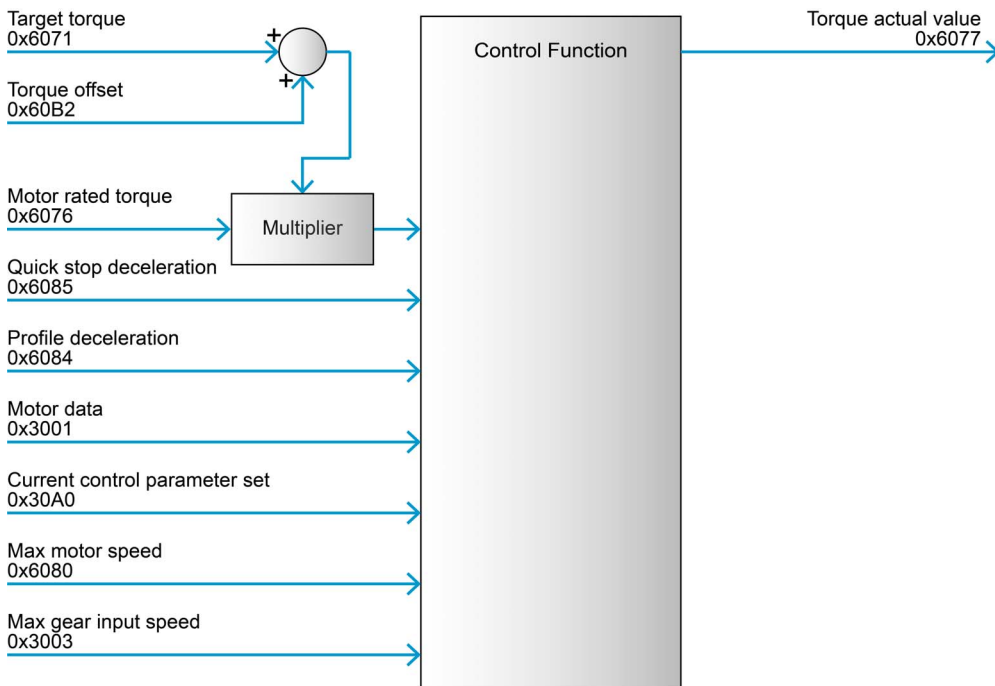 Target torque
0x6071
+
+
Torque offset
0x60B2
Motor rated torque
0x6076
Multiplier
Quick stop deceleration
0x6085
Profile deceleration
0x6084
Motor data
0x3001
Current control parameter set
0x30A0
Max motor speed
0x6080
Max gear input speed
0x3003
Control Function
Torque actual value
0x6077